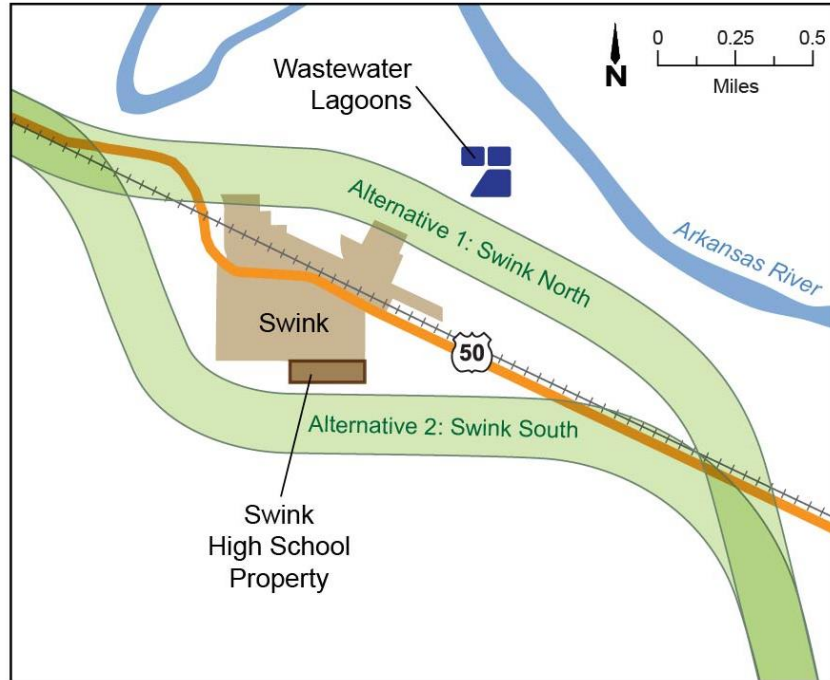 0 0.25 0.5
Miles
N
Wastewater
Lagoons
Alternative 1: Swink North
Arkansas River
Swink
50
Alternative 2: Swink South
Swink
High School
Property